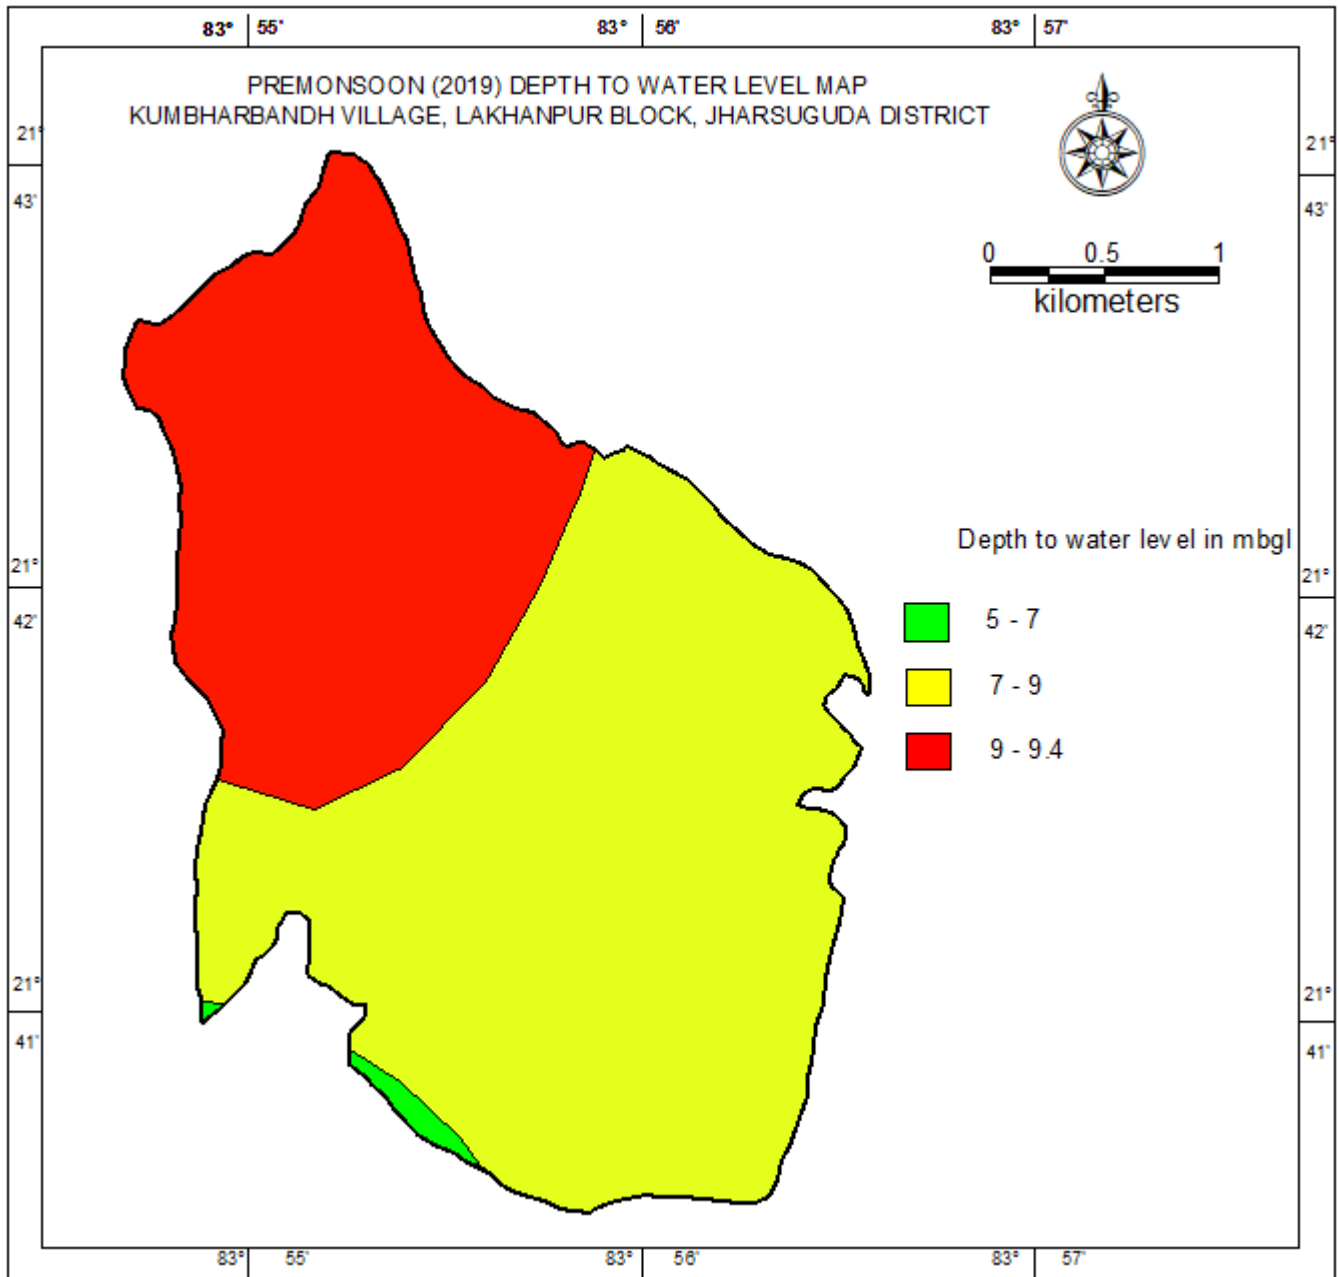 83° 55'
83° 56'
83° 57'
PREMONSOON (2019) DEPTH TO WATER LEVEL MAP
KUMBHARBANDH VILLAGE, LAKHANPUR BLOCK, JHARSUGUDA DISTRICT
21°
43'
21°
43'
0 0.5 1
kilometers
Depth to water level in mbgl
21°
42'
21°
42'
5 - 7
7 - 9
9 - 9.4
21°
41'
21°
41'
83° 55'
83° 56'
83° 57'